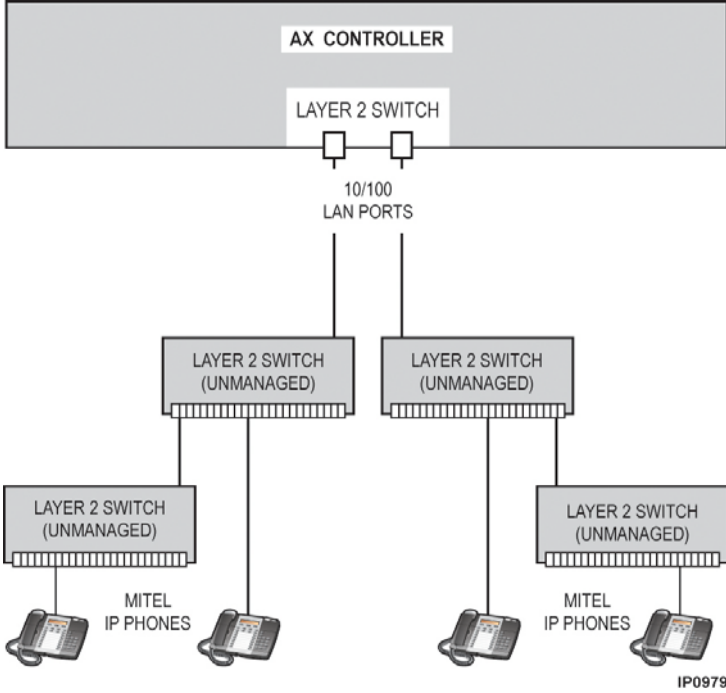 AX CONTROLLER
LAYER 2 SWITCH
10/100
LAN PORTS
LAYER 2 SWITCH
(UNMANAGED)
LAYER 2 SWITCH
(UNMANAGED)
LAYER 2 SWITCH
(UNMANAGED)
LAYER 2 SWITCH
(UNMANAGED)
MITEL
IP PHONES
MITEL
IP PHONES
IP0979